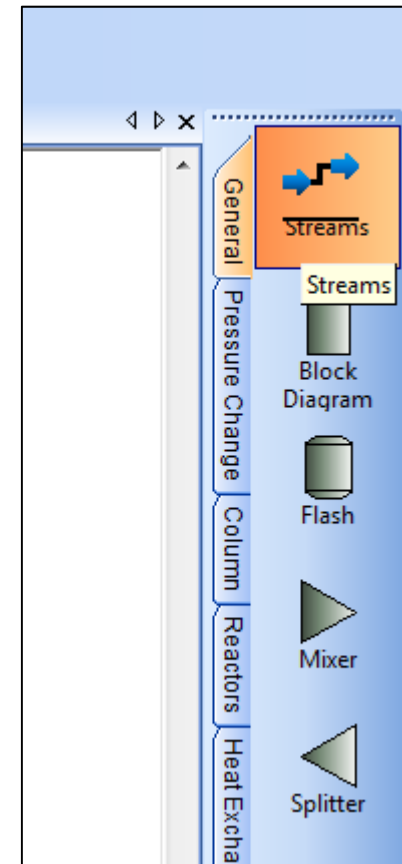 General
Pressure Change
Column
Reactors
Heat Excha
Streams
Streams
Block
Diagram
Flash
Mixer
Splitter